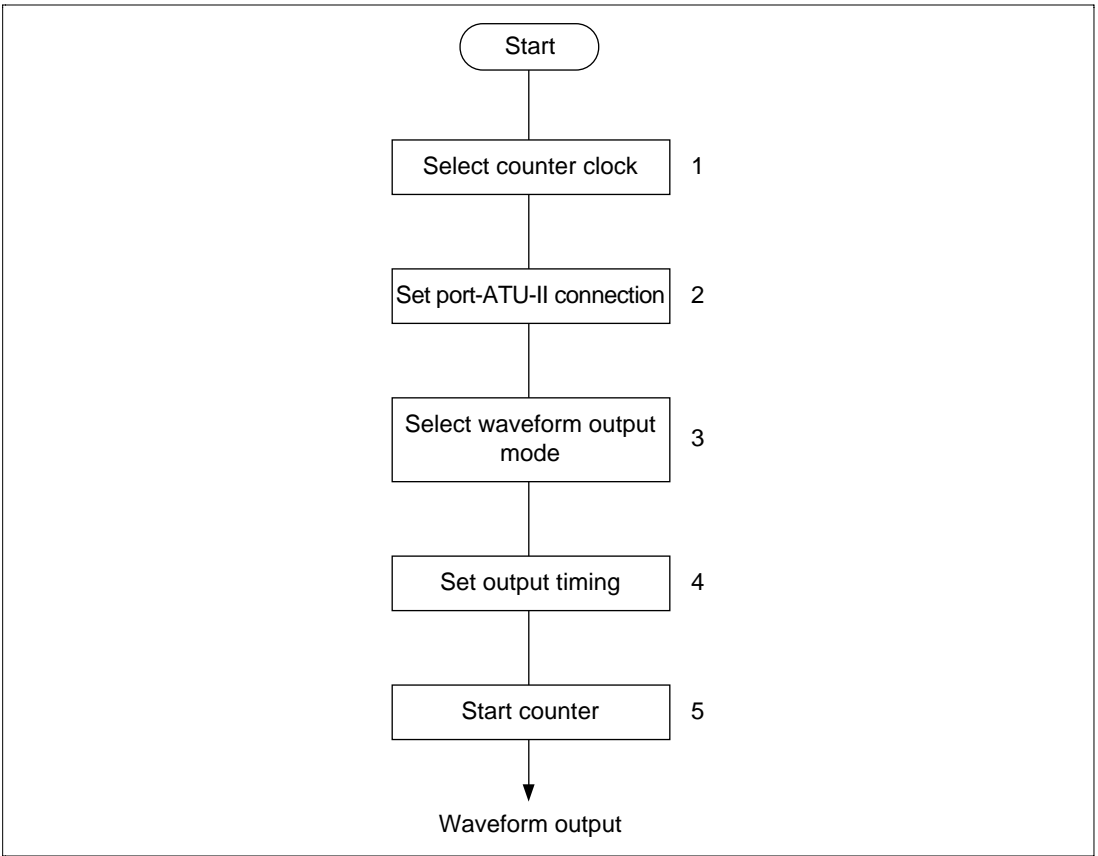 Start
Select counter clock 1
Set port-ATU-II connection 2
Select waveform output
mode
3
Set output timing 4
Start counter 5
Waveform output